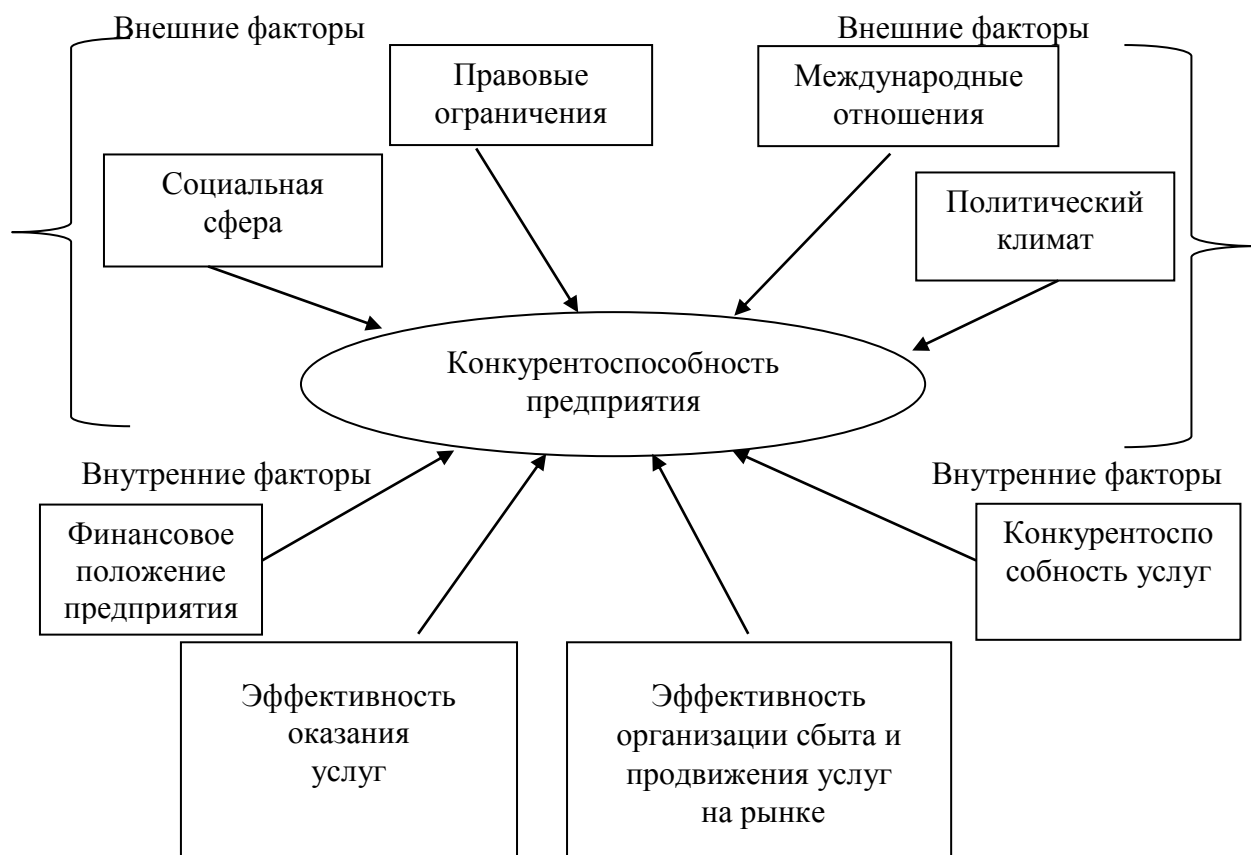 Внешние факторы
Внешние факторы
Правовые
ограничения
Международные
отношения
Социальная
сфера
Политический
климат
Конкурентоспособность
предприятия
Внутренние факторы
Внутренние факторы
Финансовое
положение
предприятия
Конкурентоспо
собность услуг
Эффективность
оказания
услуг
Эффективность
организации сбыта и
продвижения услуг
на рынке